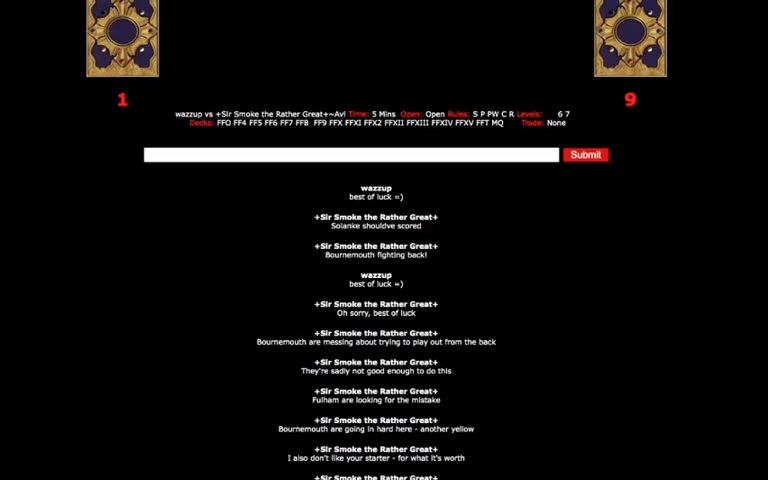 1
9
wazzup vs +Sir Smoke the Rather Great+~Avl Time: 5 Mins Open: Open Rules: S P PW C R Levels: 6 7
Decks: FFO FF4 FF5 FF6 FF7 FF8 FF9 FFX FFXI FFX2 FFXII FFXIII FFXIV FFXV FFT MQ Trade: None
Submit
wazzup
best of luck =)
+Sir Smoke the Rather Great+
Solanke shouldve scored
+Sir Smoke the Rather Great+
Bournemouth fighting back!
wazzup
best of luck =)
+Sir Smoke the Rather Great+
Oh sorry, best of luck
+Sir Smoke the Rather Great+
Bournemouth are messing about trying to play out from the back
+Sir Smoke the Rather Great+
They're sadly not good enough to do this
+Sir Smoke the Rather Great+
Fulham are looking for the mistake
+Sir Smoke the Rather Great+
Bournemouth are going in hard here - another yellow
+Sir Smoke the Rather Great+
I also don't like your starter - for what it's worth
+Sir Smoke the Rather Great+